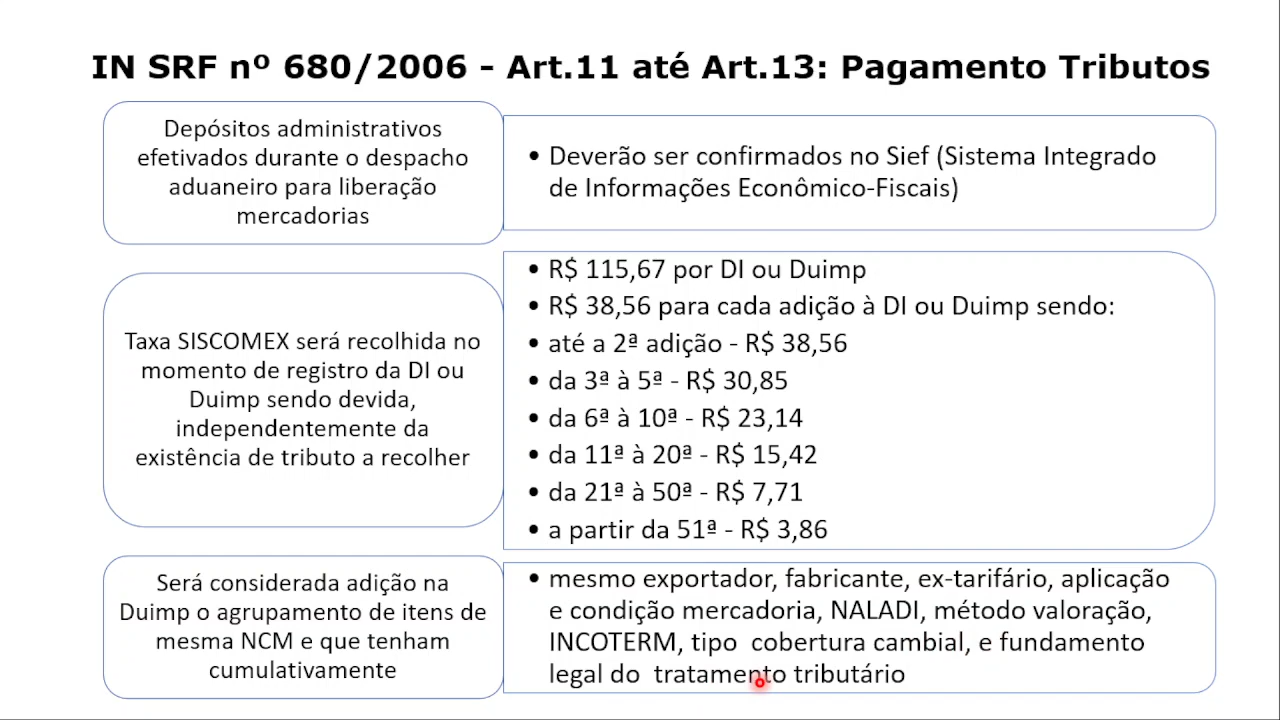 IN SRF nº 680/2006 - Art.11 até Art.13: Pagamento Tributos
Depósitos administrativos
efetivados durante o despacho
aduaneiro para liberação
mercadorias
• Deverão ser confirmados no Sief (Sistema Integrado
de Informações Econômico-Fiscais)
Taxa SISCOMEX será recolhida no
momento de registro da DI ou
Duimp sendo devida,
independentemente da
existência de tributo a recolher
• R$ 115,67 por DI ou Duimp
• R$ 38,56 para cada adição à DI ou Duimp sendo:
• até a 2ª adição - R$ 38,56
• da 3ª à 5ª - R$ 30,85
• da 6ª à 10ª - R$ 23,14
• da 11ª à 20ª - R$ 15,42
• da 21ª à 50ª - R$ 7,71
• a partir da 51ª - R$ 3,86
Será considerada adição na
Duimp o agrupamento de itens de
mesma NCM e que tenham
cumulativamente
• mesmo exportador, fabricante, ex-tarifário, aplicação
e condição mercadoria, NALADI, método valoração,
INCOTERM, tipo cobertura cambial, e fundamento
legal do tratamento tributário